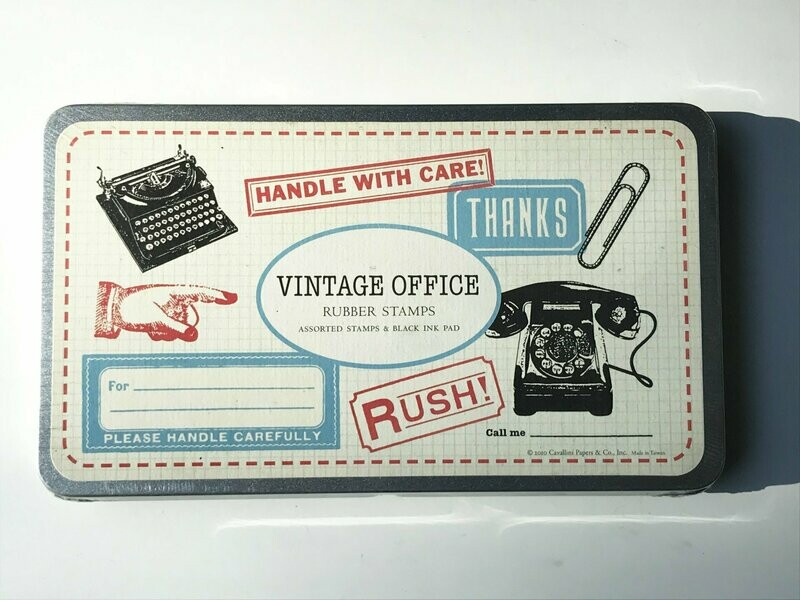 HANDLE WITH CARE!
THANKS
VINTAGE OFFICE
RUBBER STAMPS
ASSORTED STAMPS & BLACK INK PAD
For
PLEASE HANDLE CAREFULLY
RUSH!
Call me
© 2020 Cavallini Papers & Co., Inc. Made in Taiwan